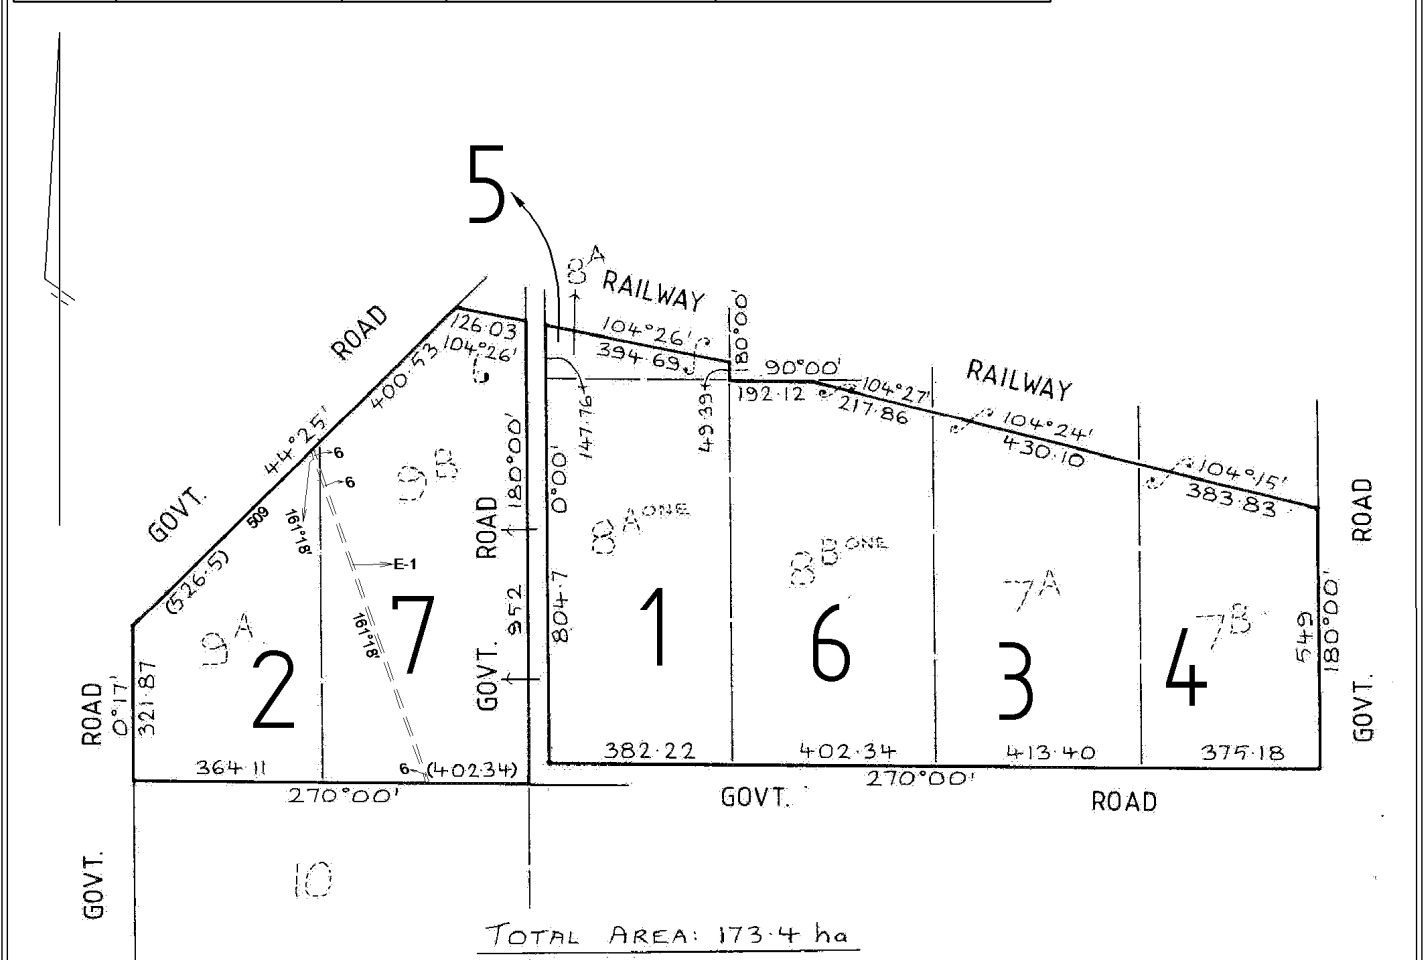 5
8A
RAILWAY
104°26'
394·69
180°00'
ROAD
126·03
104°26'
400·53
44°25'
90°00'
192·12
49·39
147·76
104°27'
217·86
RAILWAY
104°24'
430·10
104°15'
383·83
GOVT.
509
(526·5)
6
6
161°18'
9B
E-1
161°18'
180°00'
ROAD
952
GOVT.
0°00'
804·7
8A ONE
8B ONE
7A
7B
ROAD
549
180°00'
GOVT.
9A
2
7
1
6
3
4
ROAD
0°17'
321·87
364·11
6
(402·34)
270°00'
382·22
402·34
413·40
375·18
270°00'
GOVT.
ROAD
GOVT.
10
TOTAL AREA: 173·4 ha